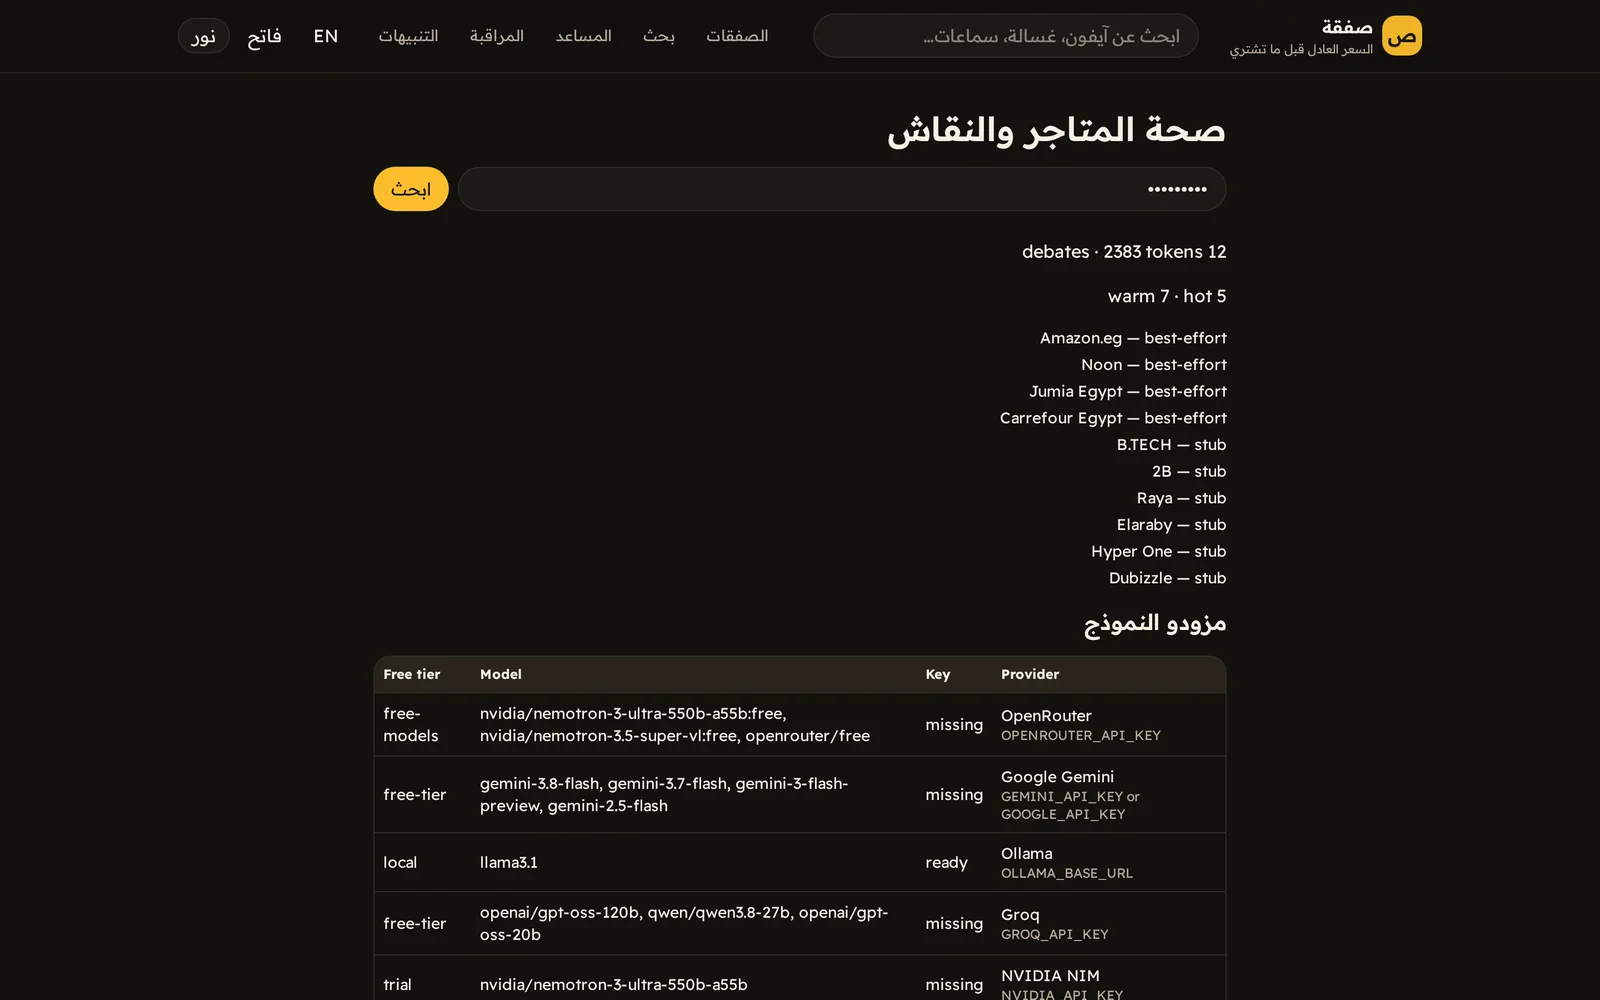 ص
صفقة
السعر العادل قبل ما تشتري
ابحث عن آيفون، غسالة، سماعات...
الصفقات
بحث
المساعد
المراقبة
التنبيهات
EN
فاتح
نور
صحة المتاجر والنقاش
•••••••••
ابحث
debates · 2383 tokens 12
warm 7 · hot 5
Amazon.eg — best-effort
Noon — best-effort
Jumia Egypt — best-effort
Carrefour Egypt — best-effort
B.TECH — stub
2B — stub
Raya — stub
Elaraby — stub
Hyper One — stub
Dubizzle — stub
مزودو النموذج
Provider
Key
Model
Free tier
OpenRouter
OPENROUTER_API_KEY
missing
nvidia/nemotron-3-ultra-550b-a55b:free,
nvidia/nemotron-3.5-super-vl:free, openrouter/free
free-
models
Google Gemini
GEMINI_API_KEY or
GOOGLE_API_KEY
missing
gemini-3.8-flash, gemini-3.7-flash, gemini-3-flash-
preview, gemini-2.5-flash
free-tier
Ollama
OLLAMA_BASE_URL
ready
llama3.1
local
Groq
GROQ_API_KEY
missing
openai/gpt-oss-120b, qwen/qwen3.8-27b, openai/gpt-
oss-20b
free-tier
NVIDIA NIM
NVIDIA_API_KEY
missing
nvidia/nemotron-3-ultra-550b-a55b
trial